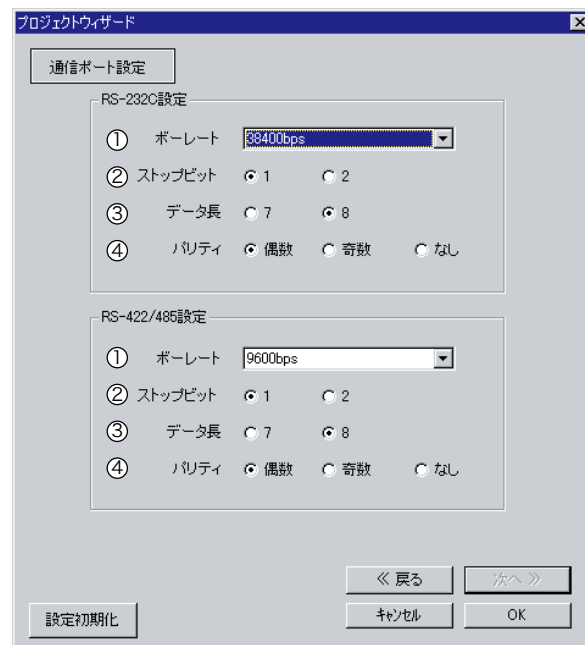 プロジェクトウィザード
通信ポート設定
RS-232C設定
① ボーレート 38400bps
② ストップビット 1 2
③ データ長 7 8
④ パリティ 偶数 奇数 なし
RS-422/485設定
① ボーレート 9600bps
② ストップビット 1 2
③ データ長 7 8
④ パリティ 偶数 奇数 なし
≪ 戻る 次へ ≫
設定初期化 キャンセル OK